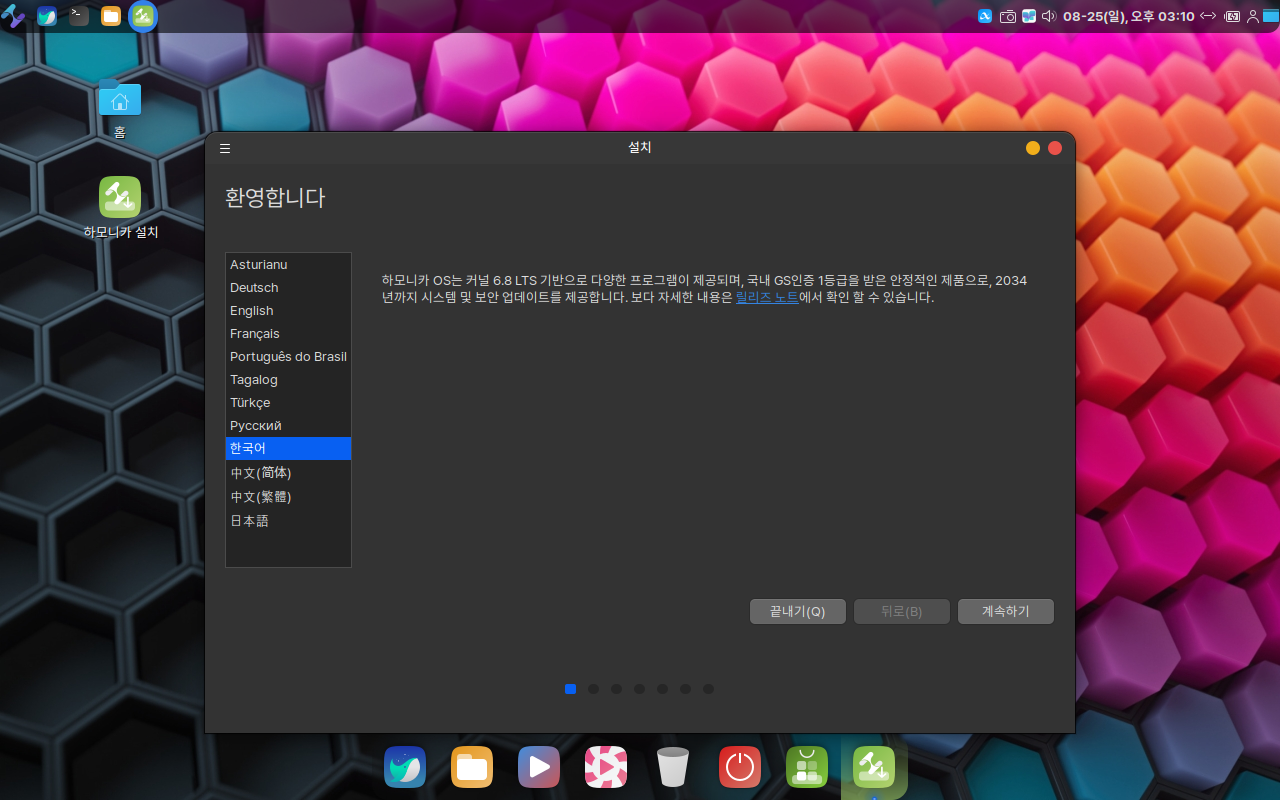 08-25(일), 오후 03:10
홈
하모니카 설치
설치
환영합니다
Asturianu
Deutsch
English
Français
Português do Brasil
Tagalog
Türkçe
Русский
한국어
中文(简体)
中文(繁體)
日本語
하모니카 OS는 커널 6.8 LTS 기반으로 다양한 프로그램이 제공되며, 국내 GS인증 1등급을 받은 안정적인 제품으로, 2034
년까지 시스템 및 보안 업데이트를 제공합니다. 보다 자세한 내용은 릴리즈 노트에서 확인 할 수 있습니다.
끝내기(Q)
뒤로(B)
계속하기